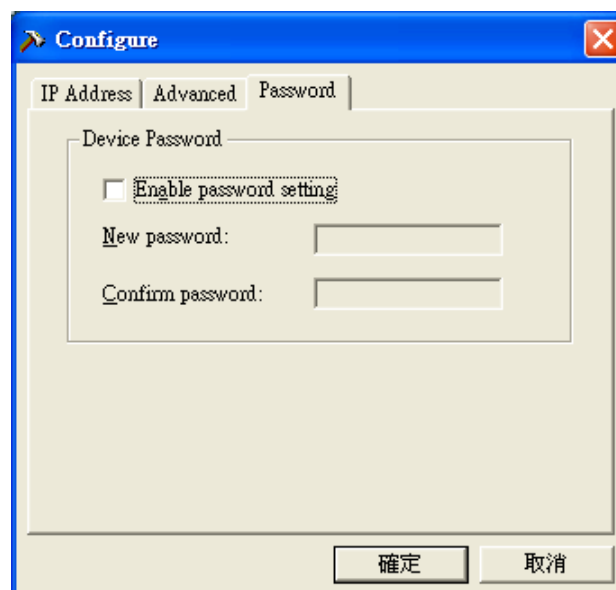 Configure
IP Address Advanced Password
Device Password
Enable password setting
New password:
Confirm password:
確定 取消